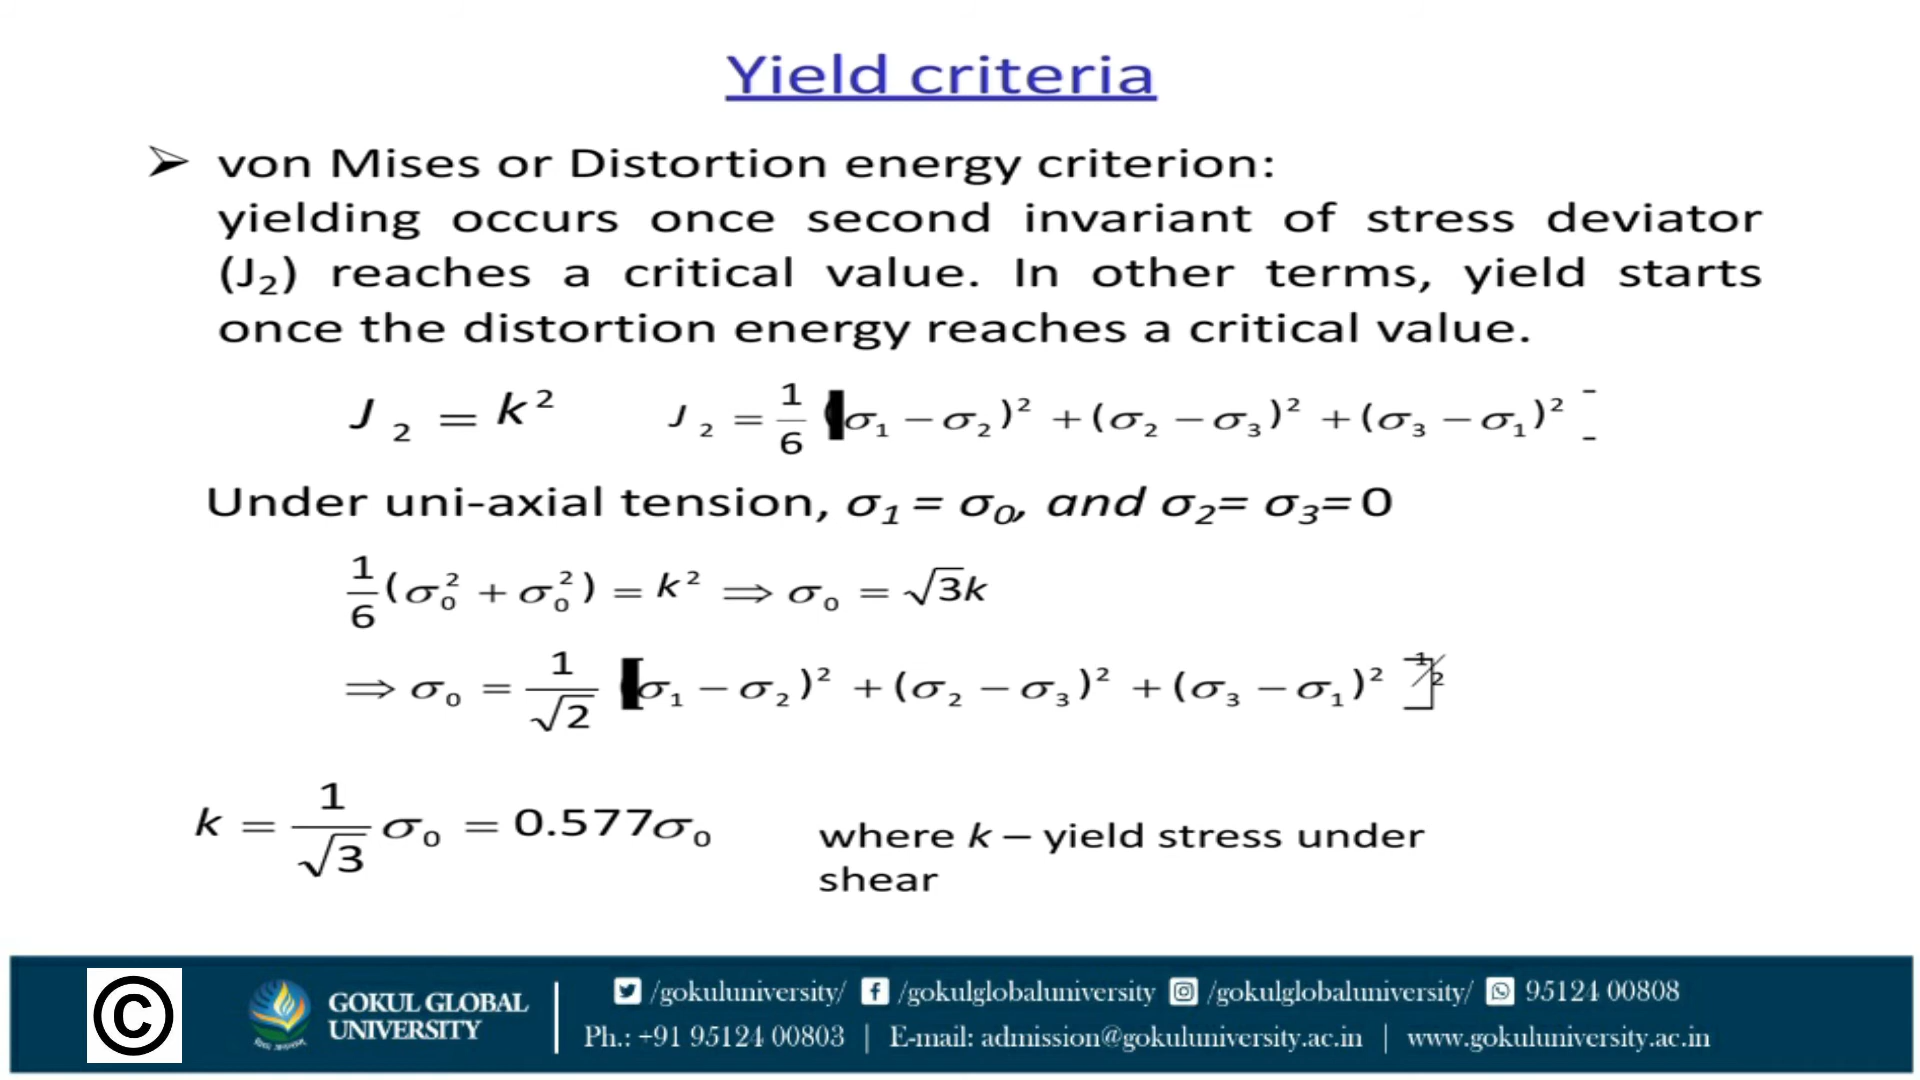 Yield criteria
➢ von Mises or Distortion energy criterion:
yielding occurs once second invariant of stress deviator
(J₂) reaches a critical value. In other terms, yield starts
once the distortion energy reaches a critical value.
J₂ = k² J₂ = 1/6 [(σ₁ − σ₂)² + (σ₂ − σ₃)² + (σ₃ − σ₁)²]
Under uni-axial tension, σ₁ = σ₀, and σ₂= σ₃= 0
1/6 (σ₀² + σ₀²) = k² ⇒ σ₀ = √3k
⇒ σ₀ = 1/√2 [(σ₁ − σ₂)² + (σ₂ − σ₃)² + (σ₃ − σ₁)²]^½
k = 1/√3 σ₀ = 0.577σ₀
where k – yield stress under
shear
©
GOKUL GLOBAL
UNIVERSITY
/gokuluniversity/ /gokulglobaluniversity /gokulglobaluniversity/ 95124 00808
Ph.: +91 95124 00803 | E-mail: admission@gokuluniversity.ac.in | www.gokuluniversity.ac.in